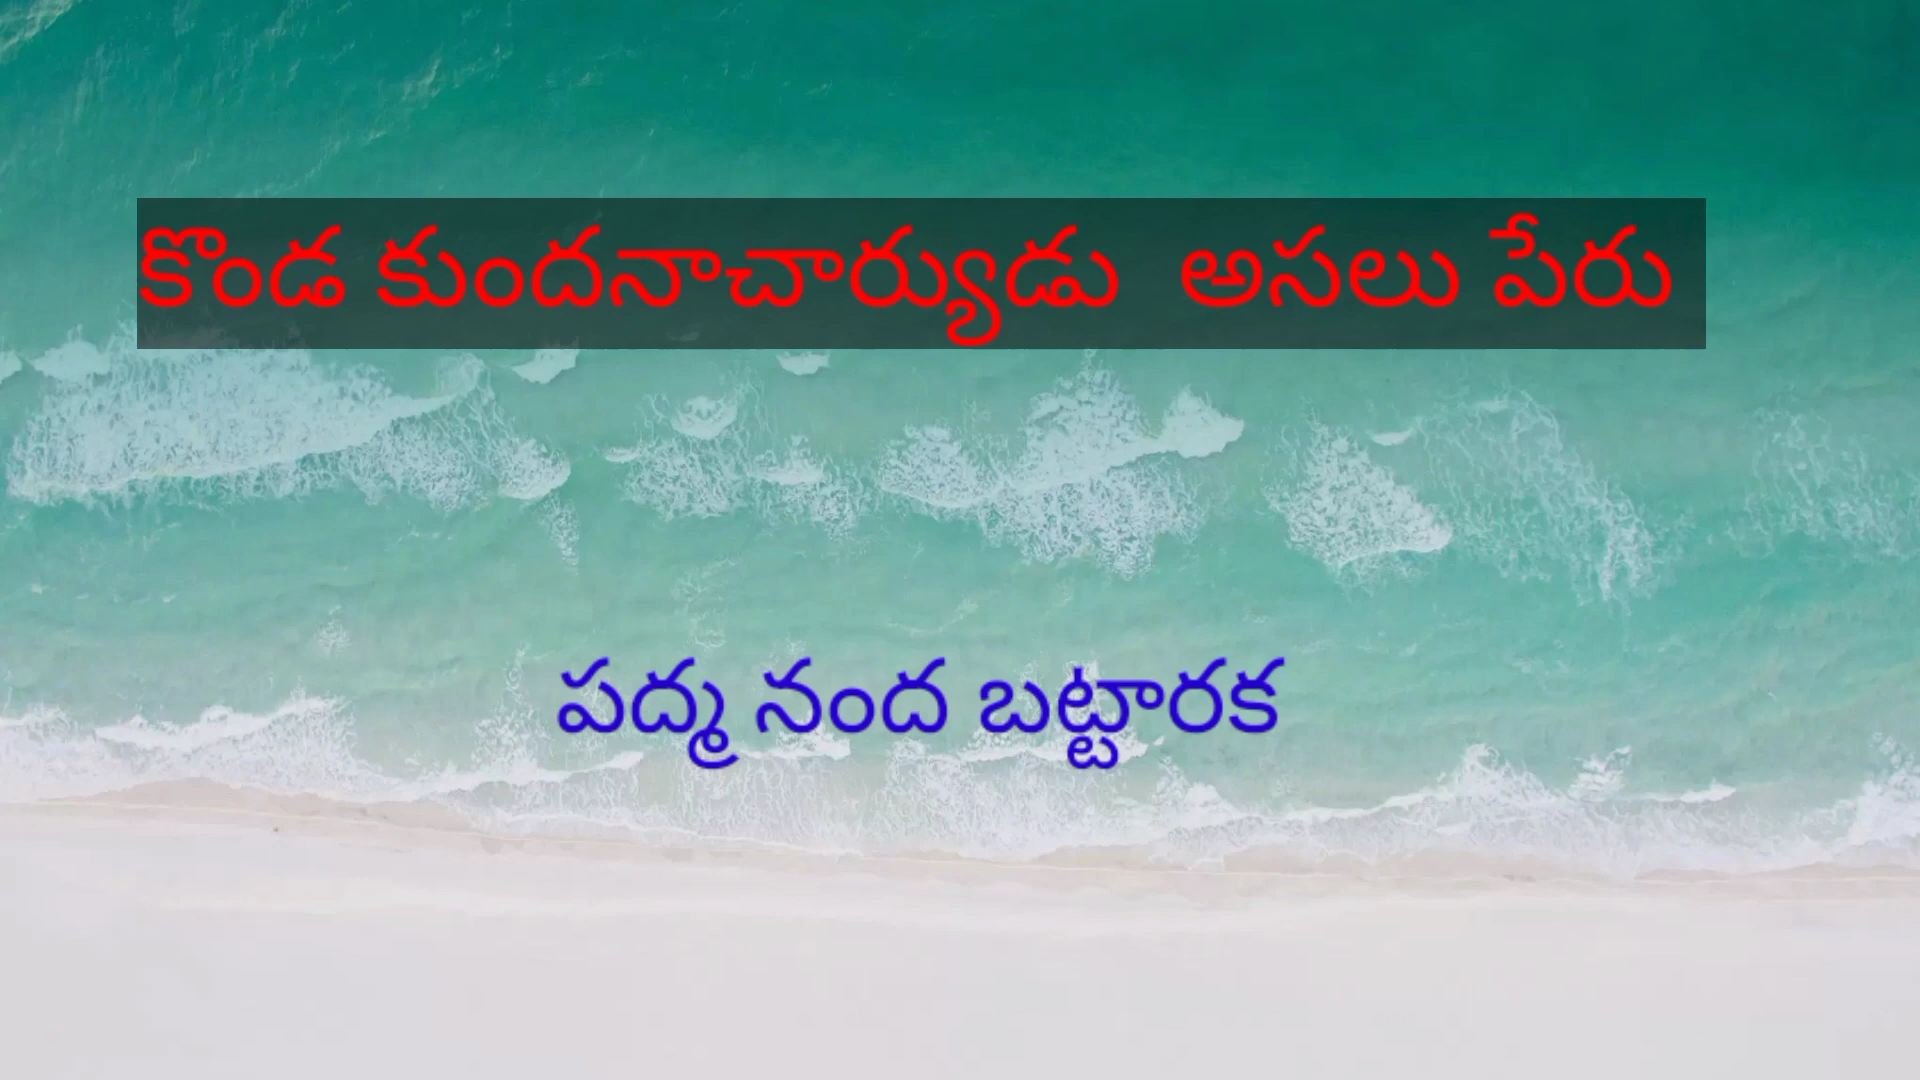 కొండ కుందనాచార్యుడు అసలు పేరు
పద్మ నంద బట్టారక